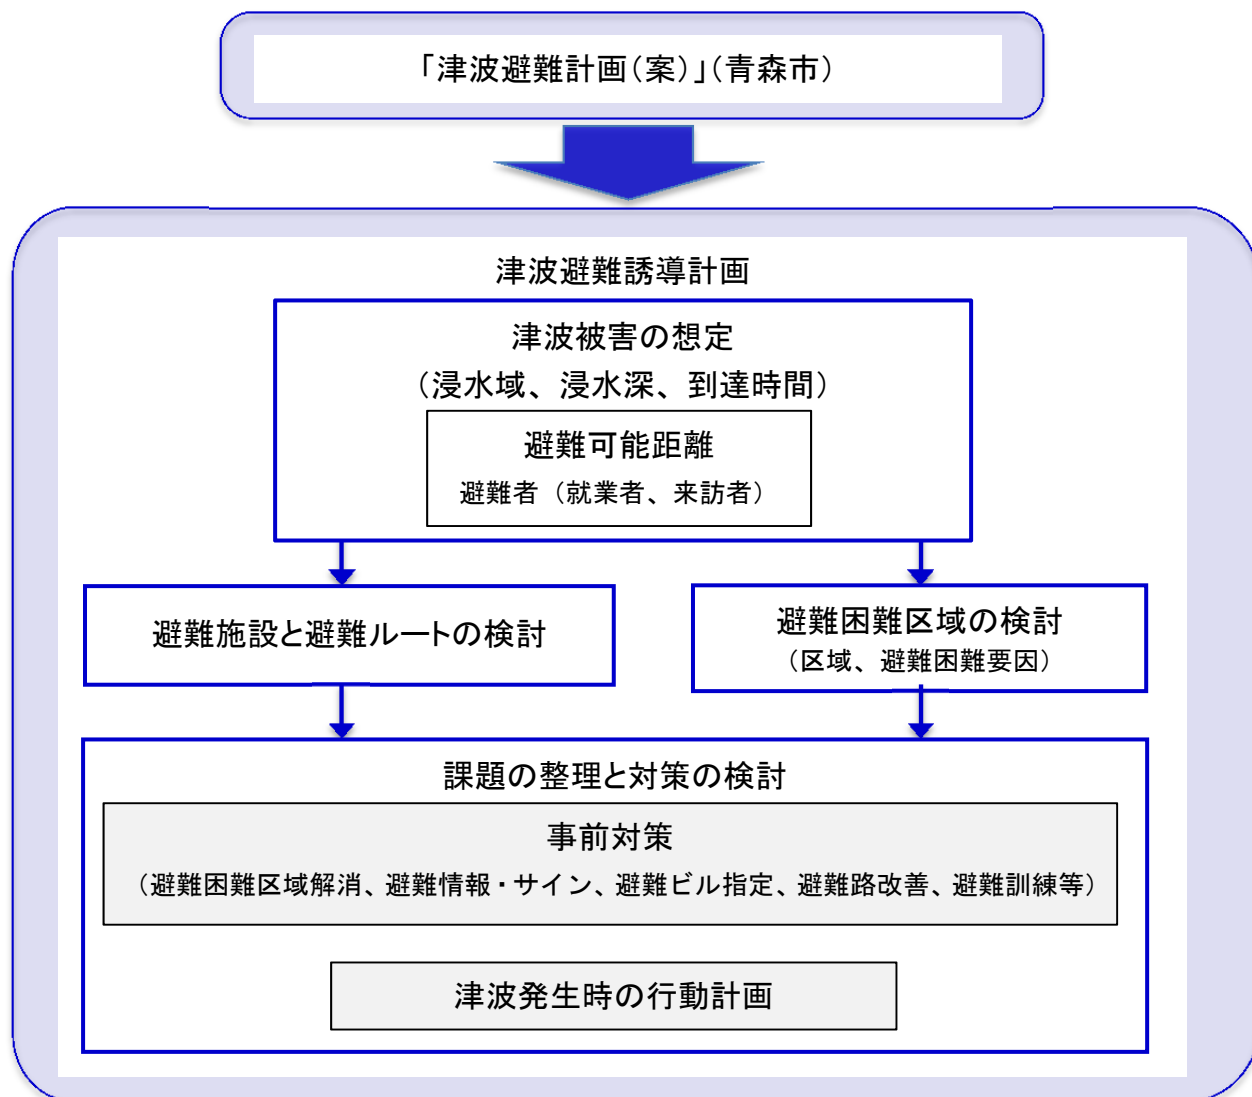 「津波避難計画（案）」（青森市）
津波避難誘導計画
津波被害の想定
（浸水域、浸水深、到達時間）
避難可能距離
避難者（就業者、来訪者）
避難施設と避難ルートの検討
避難困難区域の検討
（区域、避難困難要因）
課題の整理と対策の検討
事前対策
（避難困難区域解消、避難情報・サイン、避難ビル指定、避難路改善、避難訓練等）
津波発生時の行動計画